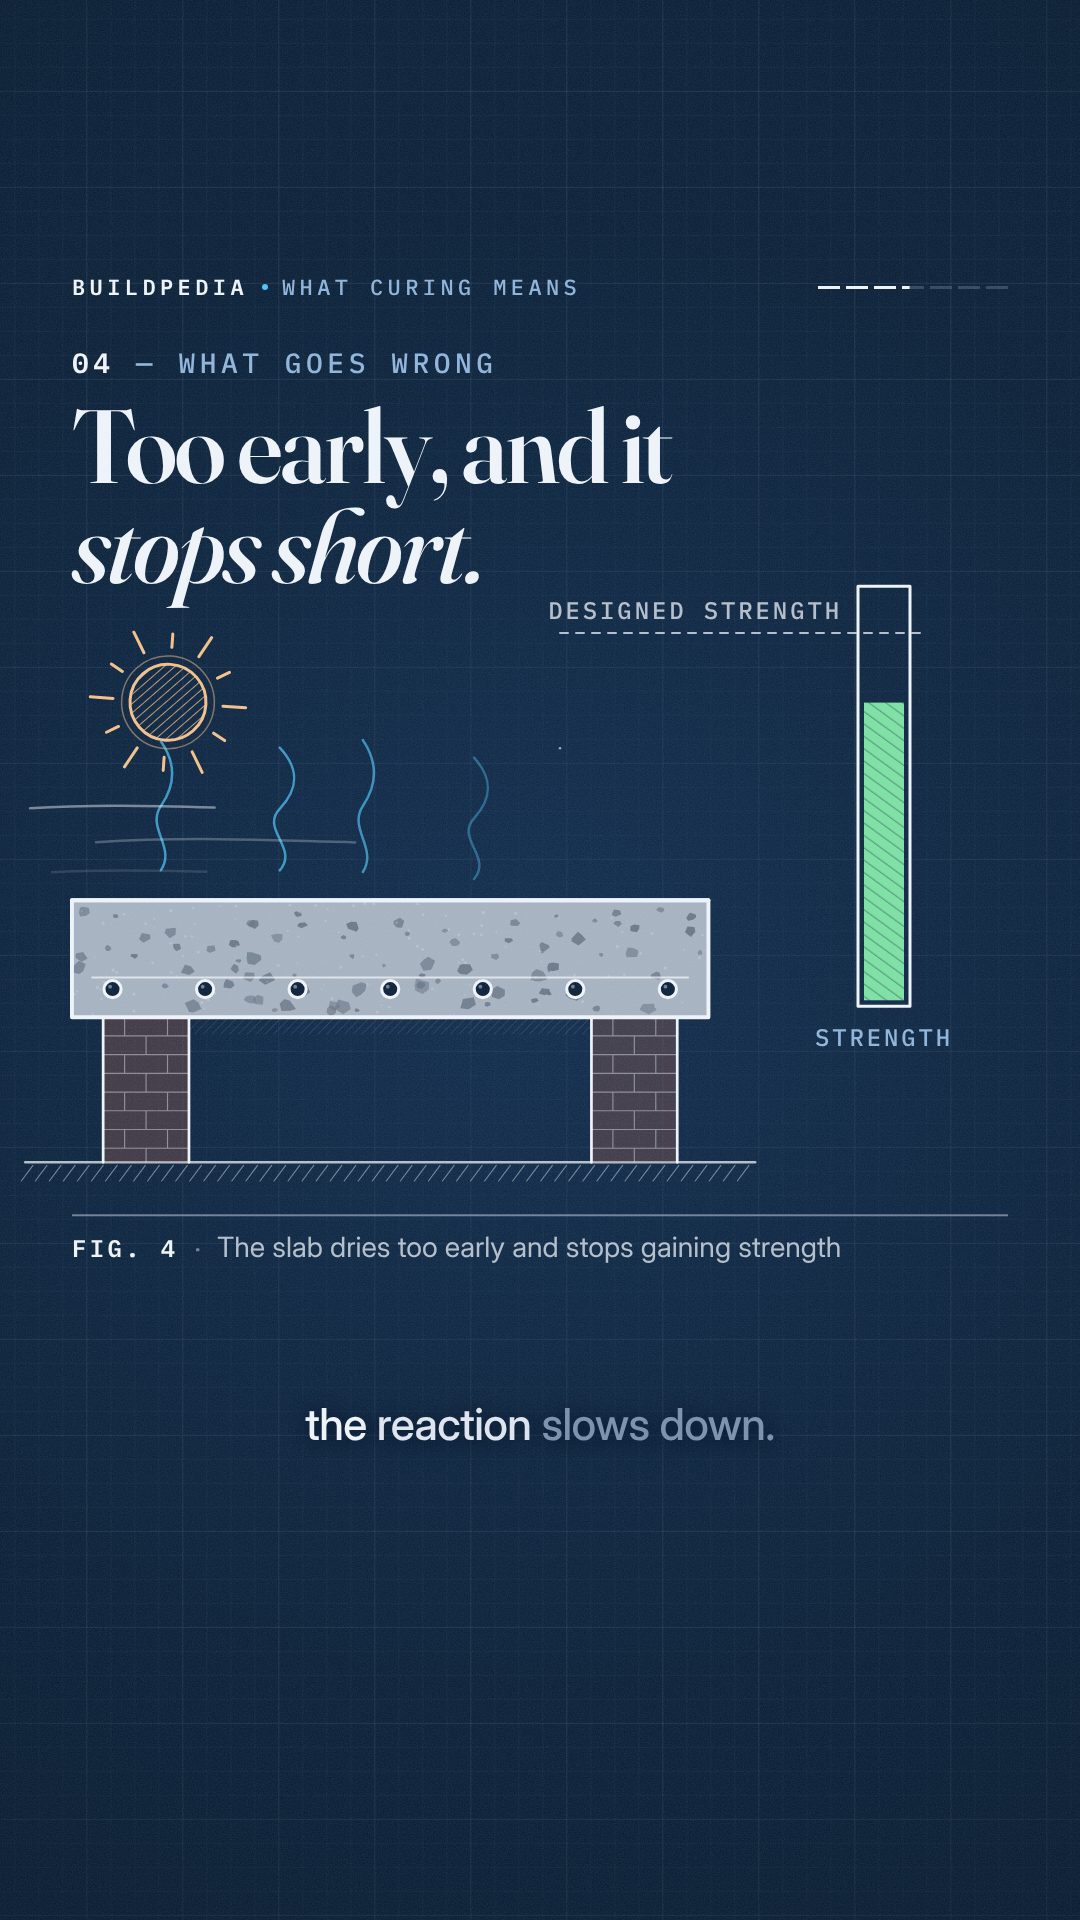 BUILDPEDIA • WHAT CURING MEANS
04 — WHAT GOES WRONG
Too early, and it
stops short.
DESIGNED STRENGTH
STRENGTH
FIG. 4 · The slab dries too early and stops gaining strength
the reaction slows down.